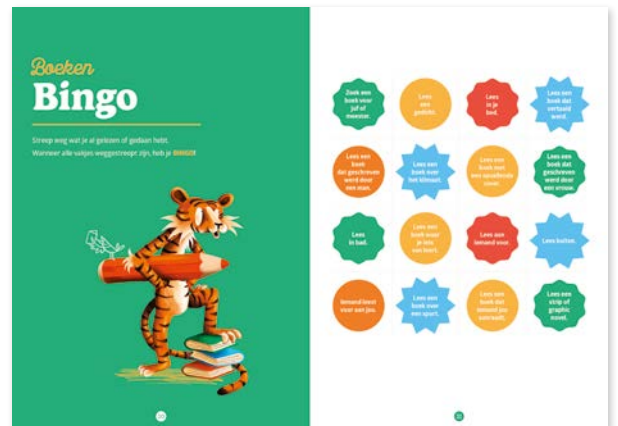 Boeken
Bingo
Streep weg wat je al gelezen of gedaan hebt.
Wanneer alle vakjes weggestreept zijn, heb je BINGO!
Zoek een
boek voor
juf of
meester.
Lees
een
gedicht.
Lees
in je
bed.
Lees een
boek dat
vertaald
werd.
Lees een
boek
dat geschreven
werd door
een man.
Lees een
boek over
het klimaat.
Lees een
boek met
een opvallende
cover.
Lees een
boek dat
geschreven
werd door
een vrouw.
Lees
in bad.
Lees een
boek waar
je iets
van leert.
Lees aan
iemand voor.
Lees buiten.
Iemand leest
voor aan jou.
Lees een
boek over
een sport.
Lees een
boek dat
iemand jou
aanraadt.
Lees een
strip of
graphic
novel.